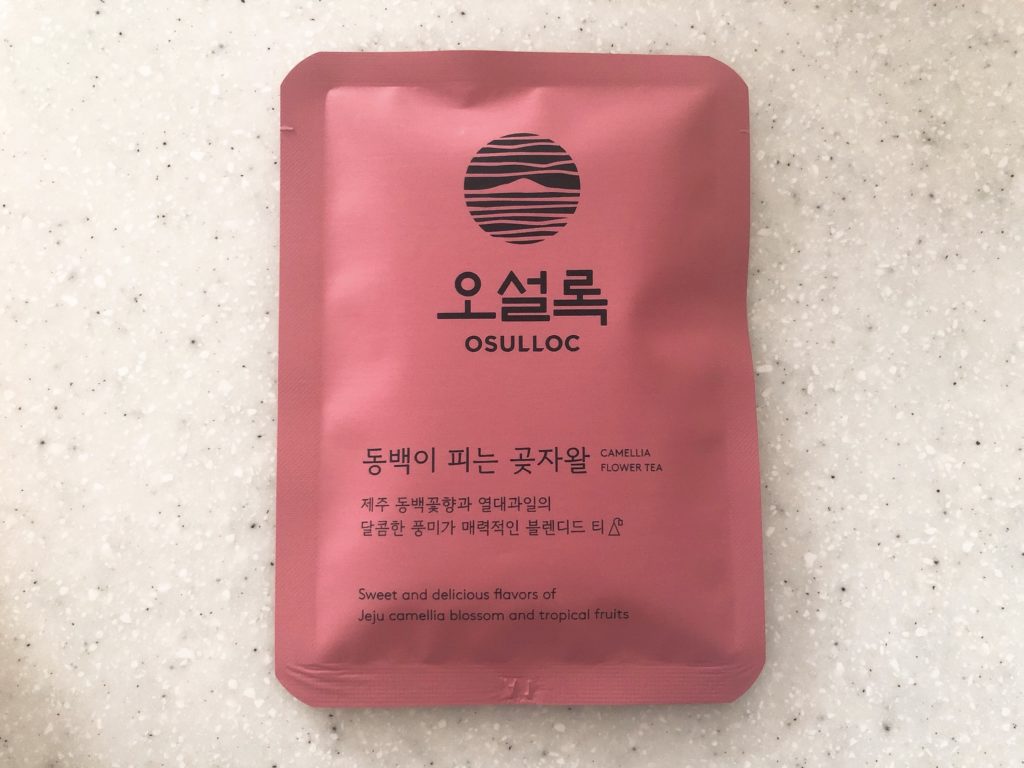 오설록
OSULLOC
동백이 피는 곶자왈
CAMELLIA
FLOWER TEA
제주 동백꽃향과 열대과일의
달콤한 풍미가 매력적인 블렌디드 티
Sweet and delicious flavors of
Jeju camellia blossom and tropical fruits